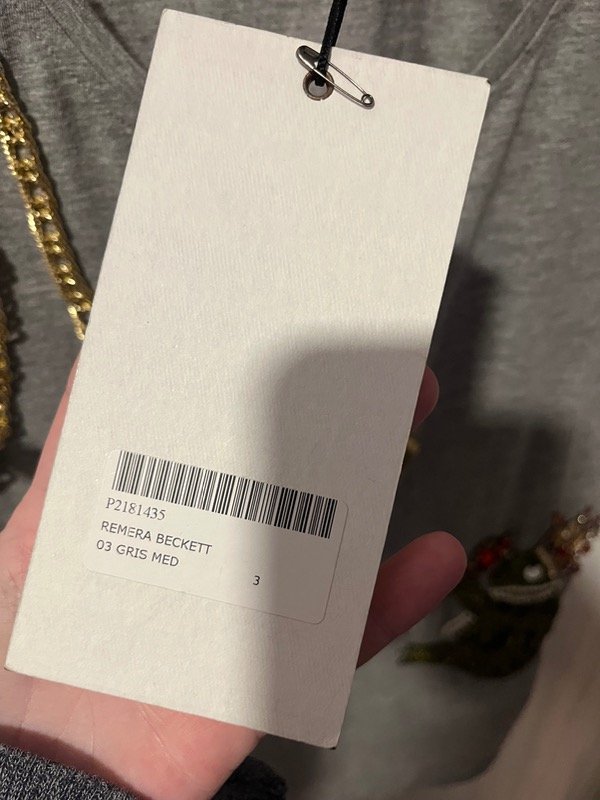 P2181435
REMERA BECKETT
03 GRIS MED
3